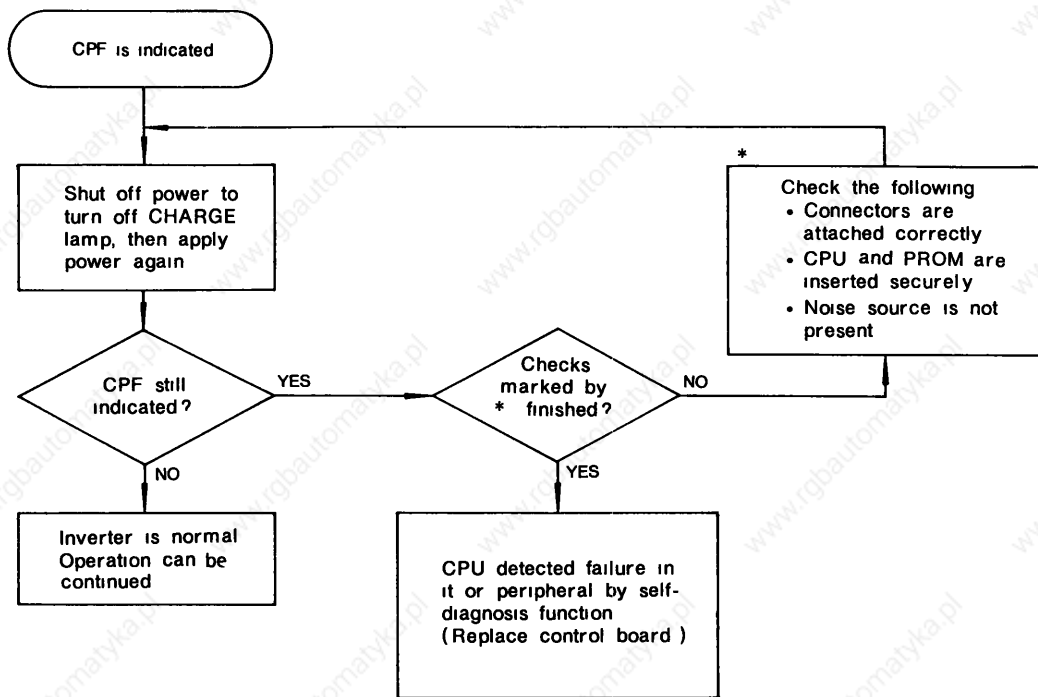 CPF is indicated
Shut off power to
turn off CHARGE
lamp, then apply
power again
*
Check the following
• Connectors are
attached correctly
• CPU and PROM are
inserted securely
• Noise source is not
present
CPF still
indicated?
YES
Checks
marked by
* finished?
NO
NO
YES
Inverter is normal
Operation can be
continued
CPU detected failure in
it or peripheral by self-
diagnosis function
(Replace control board)
www.rgbautomatyka.pl